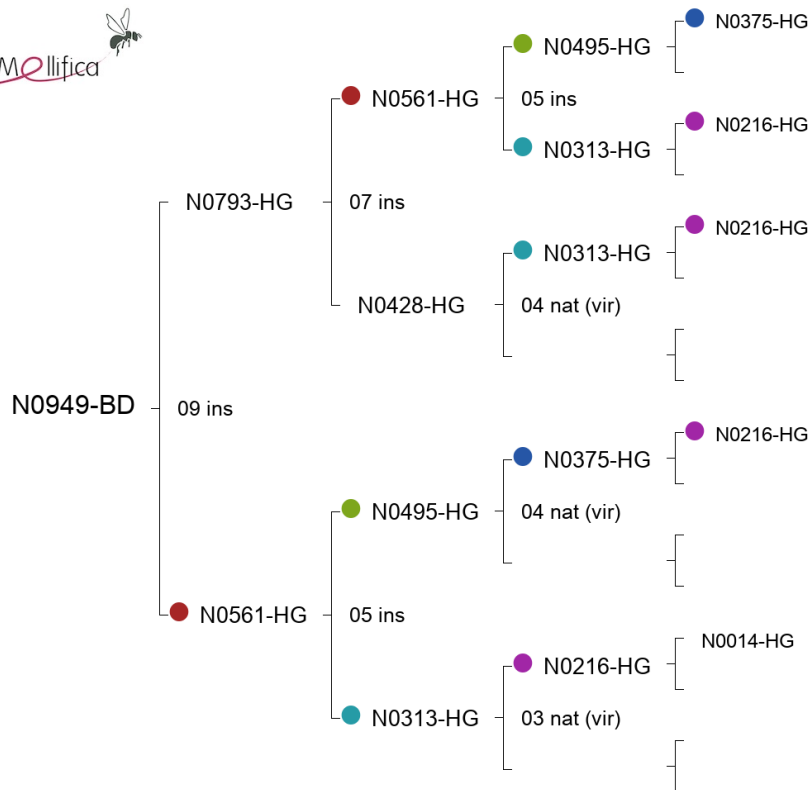 Mellifica
N0375-HG
N0495-HG
N0561-HG
05 ins
N0216-HG
N0313-HG
N0793-HG
07 ins
N0216-HG
N0313-HG
N0428-HG
04 nat (vir)
N0949-BD
09 ins
N0216-HG
N0375-HG
N0495-HG
04 nat (vir)
N0561-HG
05 ins
N0014-HG
N0216-HG
N0313-HG
03 nat (vir)